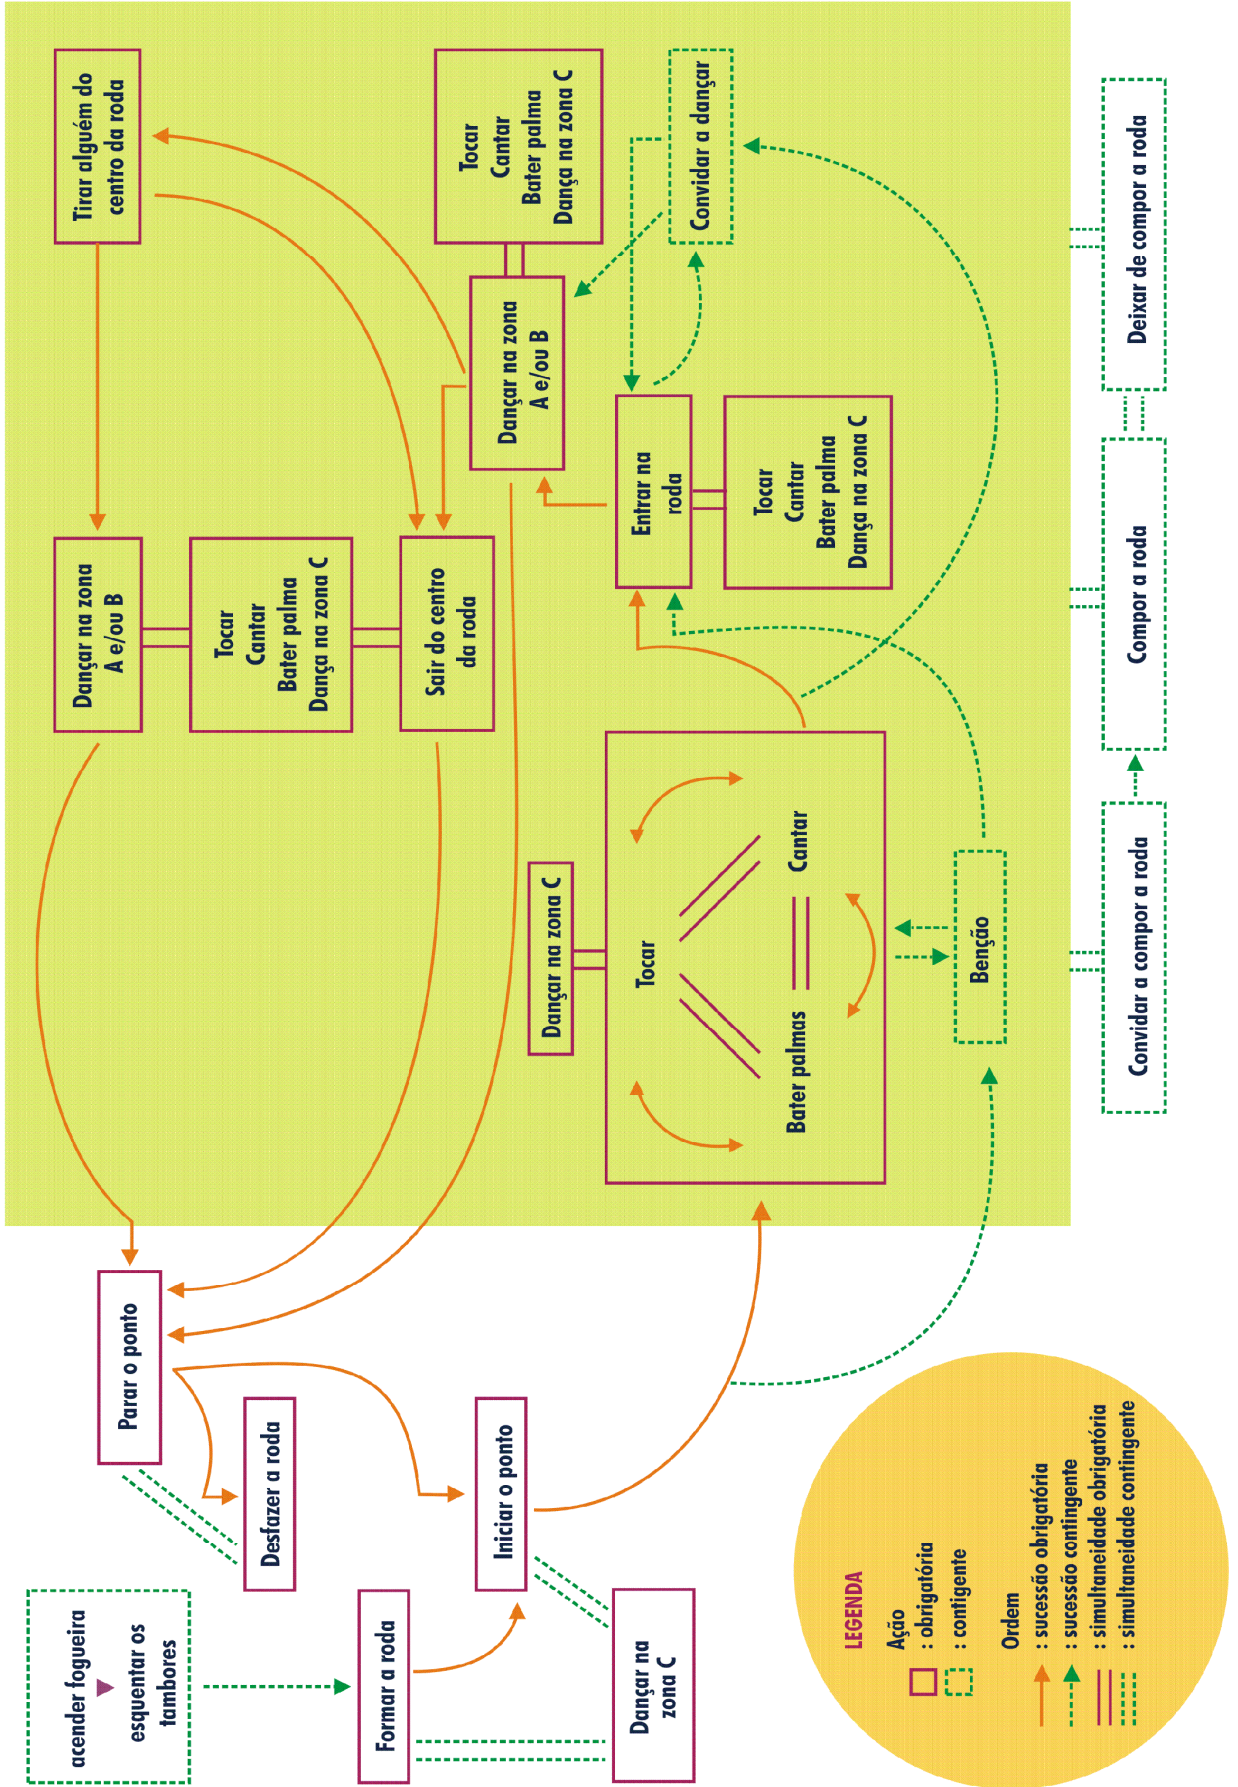 acender fogueira
esquentar os
tambores
Formar a roda
Dançar na
zona C
Parar o ponto
Desfazer a roda
Iniciar o ponto
LEGENDA
Ação
: obrigatória
: contigente
Ordem
: sucessão obrigatória
: sucessão contingente
: simultaneidade obrigatória
: simultaneidade contingente
Dançar na zona
A e/ou B
Tocar
Cantar
Bater palma
Dança na zona C
Sair do centro
da roda
Dançar na zona C
Tocar
Bater palmas
Cantar
Benção
Tirar alguém do
centro da roda
Tocar
Cantar
Bater palma
Dança na zona C
Dançar na zona
A e/ou B
Convidar a dançar
Entrar na
roda
Tocar
Cantar
Bater palma
Dança na zona C
Convidar a compor a roda
Compor a roda
Deixar de compor a roda